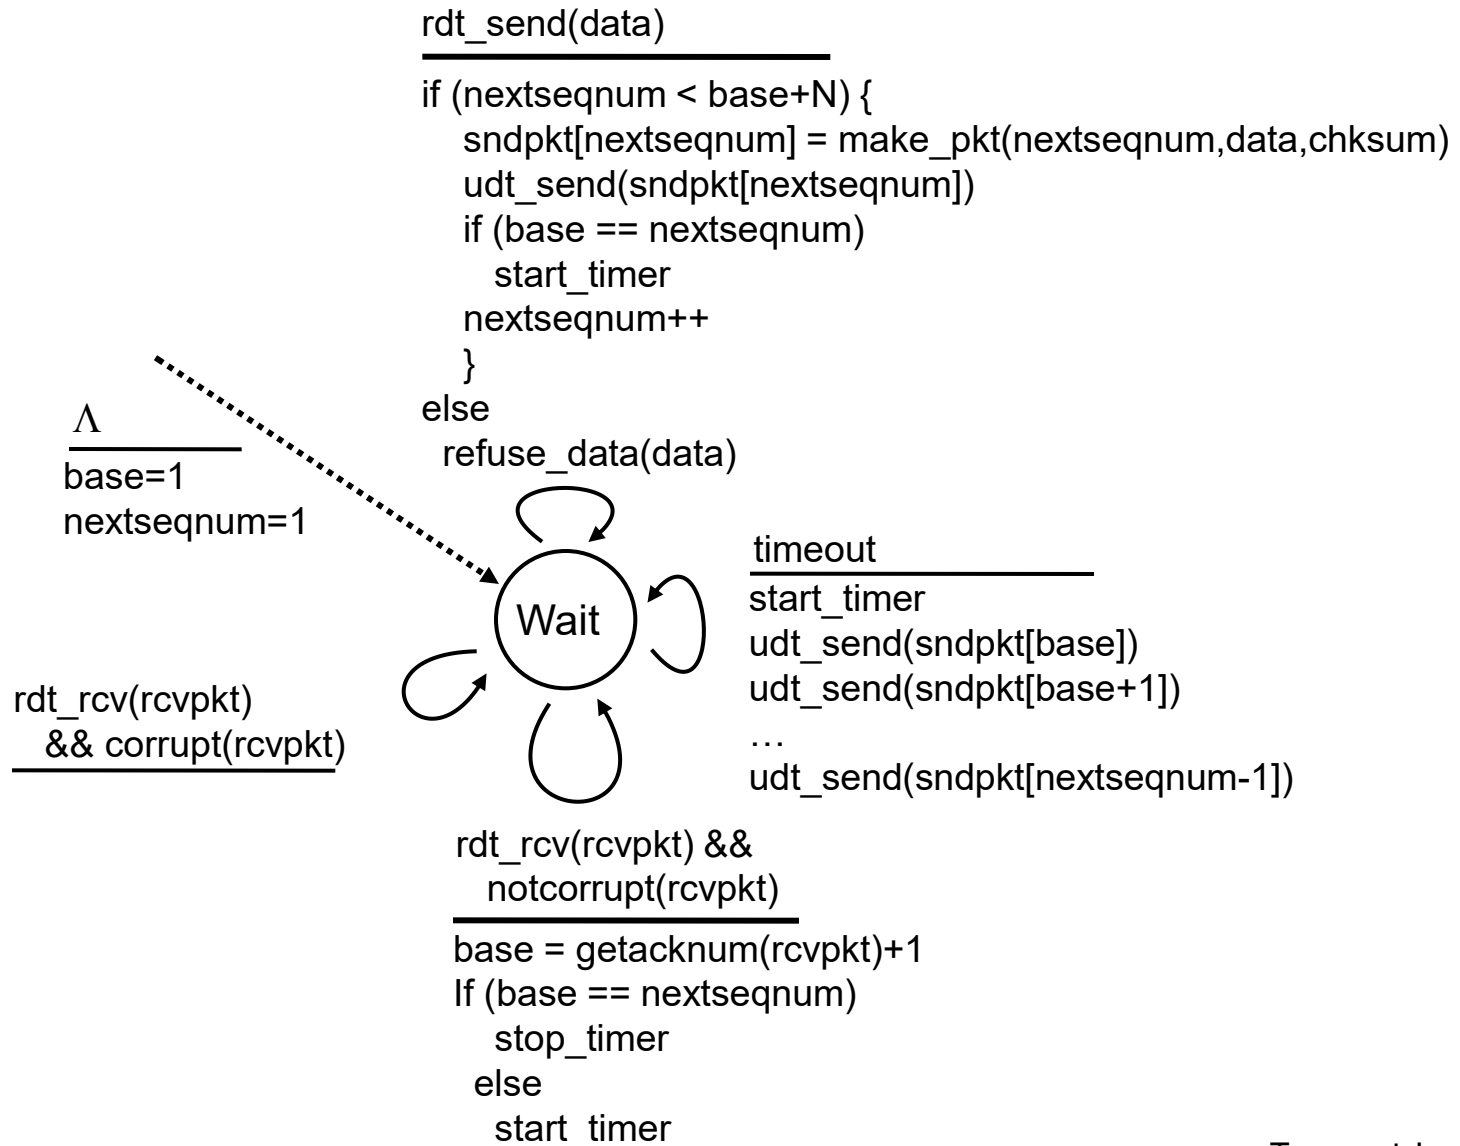 rdt_send(data)
if (nextseqnum < base+N) {
sndpkt[nextseqnum] = make_pkt(nextseqnum,data,chksum)
udt_send(sndpkt[nextseqnum])
if (base == nextseqnum)
start_timer
nextseqnum++
}
else
refuse_data(data)
Λ
base=1
nextseqnum=1
Wait
timeout
start_timer
udt_send(sndpkt[base])
udt_send(sndpkt[base+1])
…
udt_send(sndpkt[nextseqnum-1])
rdt_rcv(rcvpkt)
&& corrupt(rcvpkt)
rdt_rcv(rcvpkt) &&
notcorrupt(rcvpkt)
base = getacknum(rcvpkt)+1
If (base == nextseqnum)
stop_timer
else
start_timer